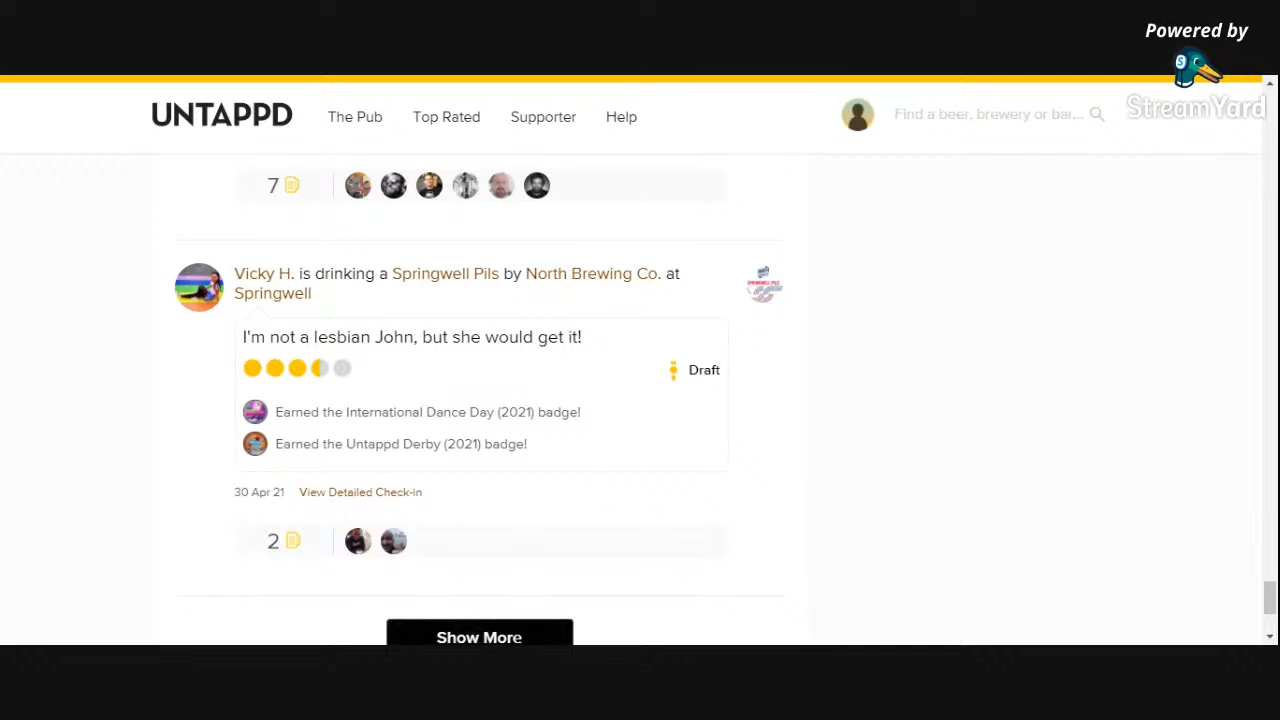 Powered by
StreamYard
UNTAPPD The Pub Top Rated Supporter Help Find a beer, brewery or bar...
7
Vicky H. is drinking a Springwell Pils by North Brewing Co. at
Springwell
I'm not a lesbian John, but she would get it!
Draft
Earned the International Dance Day (2021) badge!
Earned the Untappd Derby (2021) badge!
30 Apr 21 View Detailed Check-in
2
Show More